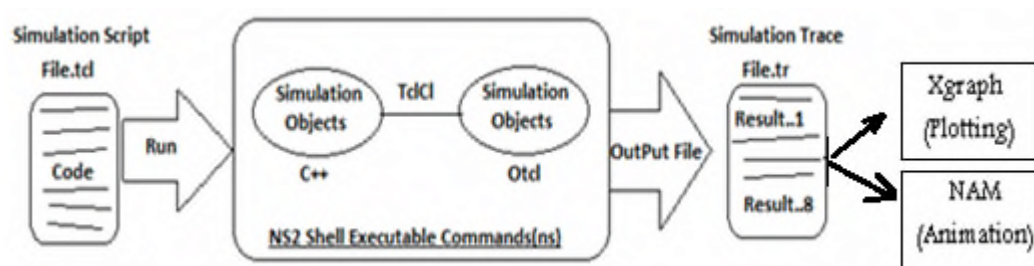 Simulation Script
File.tcl
Code
Run
Simulation
Objects
C++
TclCl
Simulation
Objects
Otcl
NS2 Shell Executable Commands(ns)
OutPut File
Simulation Trace
File.tr
Result..1
Result..8
Xgraph
(Plotting)
NAM
(Animation)